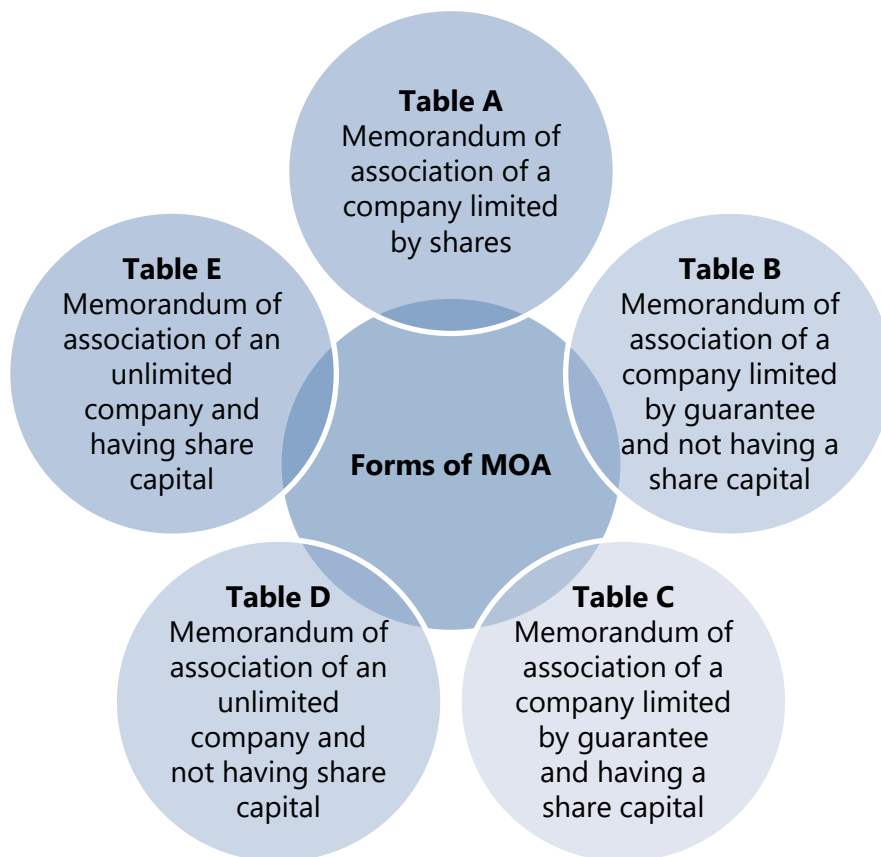 Table A
Memorandum of
association of a
company limited
by shares
Table B
Memorandum of
association of a
company limited
by guarantee
and not having a
share capital
Table C
Memorandum of
association of a
company limited
by guarantee
and having a
share capital
Table D
Memorandum of
association of an
unlimited
company and
not having share
capital
Table E
Memorandum of
association of an
unlimited
company and
having share
capital
Forms of MOA